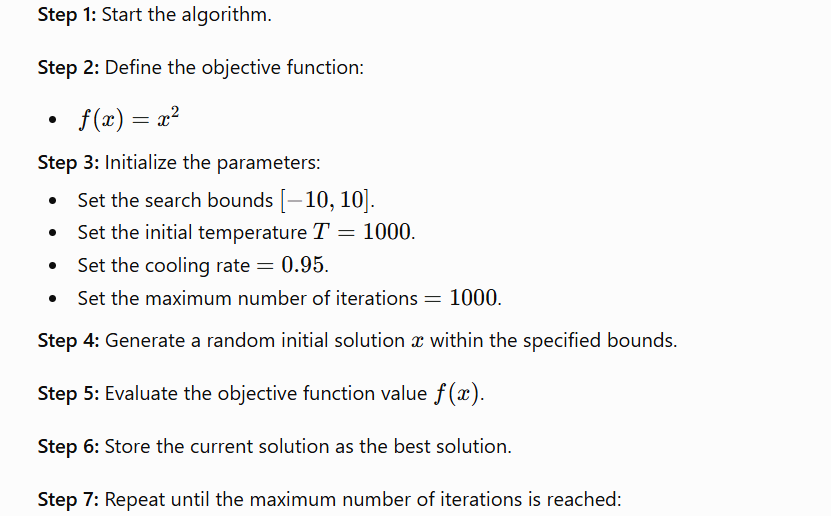 Step 1: Start the algorithm.
Step 2: Define the objective function:
• f(x) = x²
Step 3: Initialize the parameters:
• Set the search bounds [−10, 10].
• Set the initial temperature T = 1000.
• Set the cooling rate = 0.95.
• Set the maximum number of iterations = 1000.
Step 4: Generate a random initial solution x within the specified bounds.
Step 5: Evaluate the objective function value f(x).
Step 6: Store the current solution as the best solution.
Step 7: Repeat until the maximum number of iterations is reached: